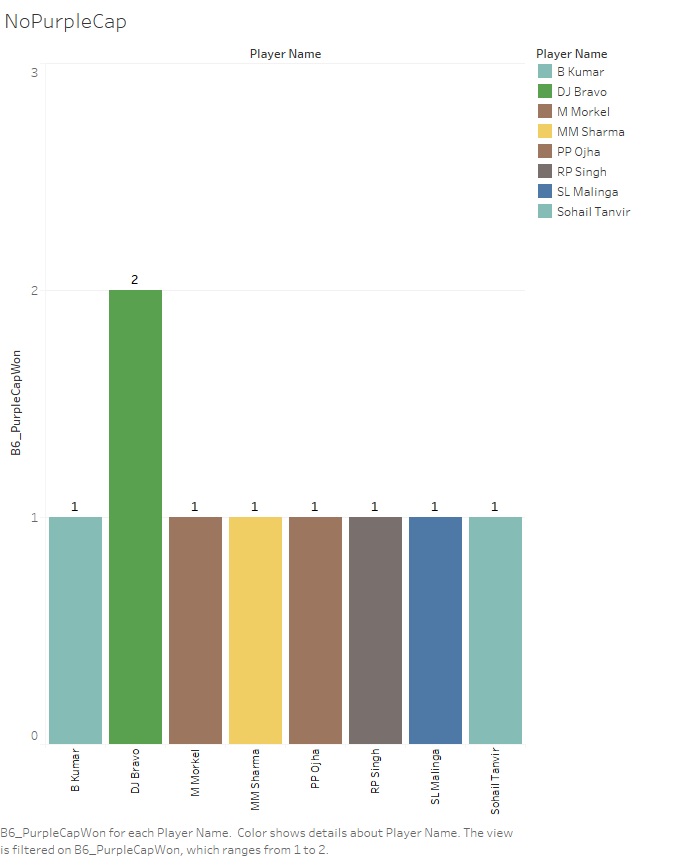 NoPurpleCap
Player Name
Player Name
B Kumar
DJ Bravo
M Morkel
MM Sharma
PP Ojha
RP Singh
SL Malinga
Sohail Tanvir
3
2
1
0
B6_PurpleCapWon
1
2
1
1
1
1
1
1
B Kumar
DJ Bravo
M Morkel
MM Sharma
PP Ojha
RP Singh
SL Malinga
Sohail Tanvir
B6_PurpleCapWon for each Player Name.  Color shows details about Player Name. The view
is filtered on B6_PurpleCapWon, which ranges from 1 to 2.